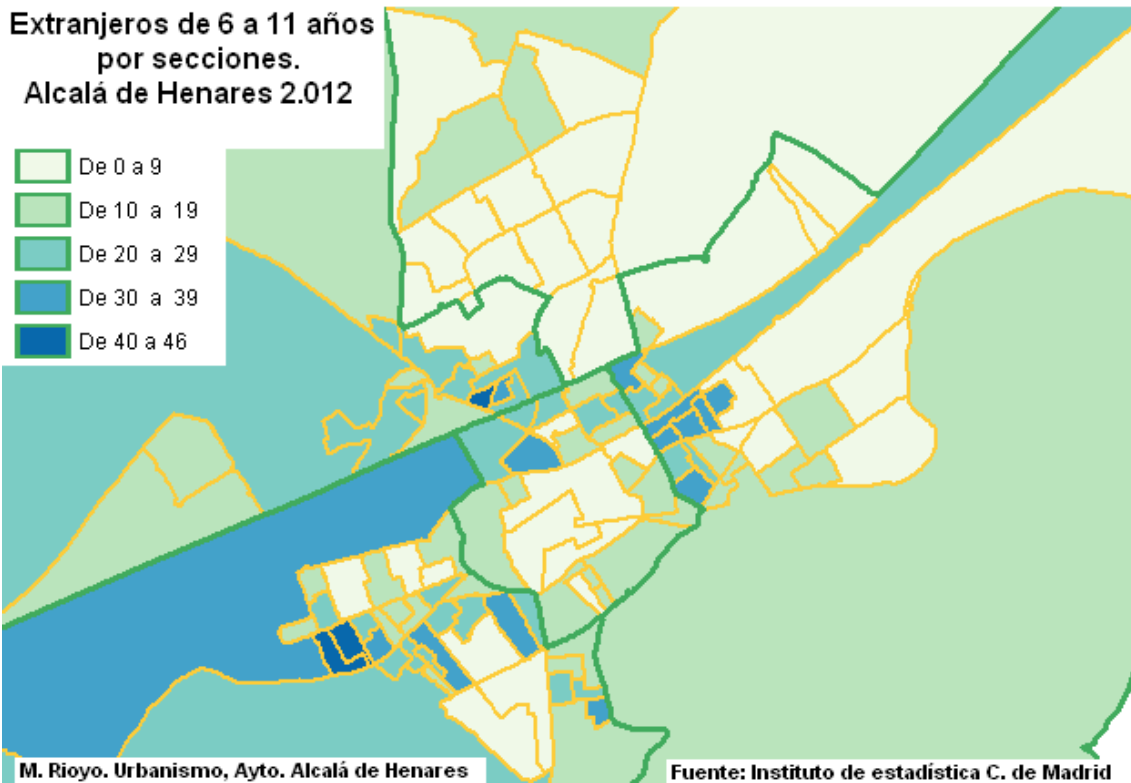 Extranjeros de 6 a 11 años
por secciones.
Alcalá de Henares 2.012
De 0 a 9
De 10 a 19
De 20 a 29
De 30 a 39
De 40 a 46
M. Rioyo. Urbanismo, Ayto. Alcalá de Henares
Fuente: Instituto de estadística C. de Madrid